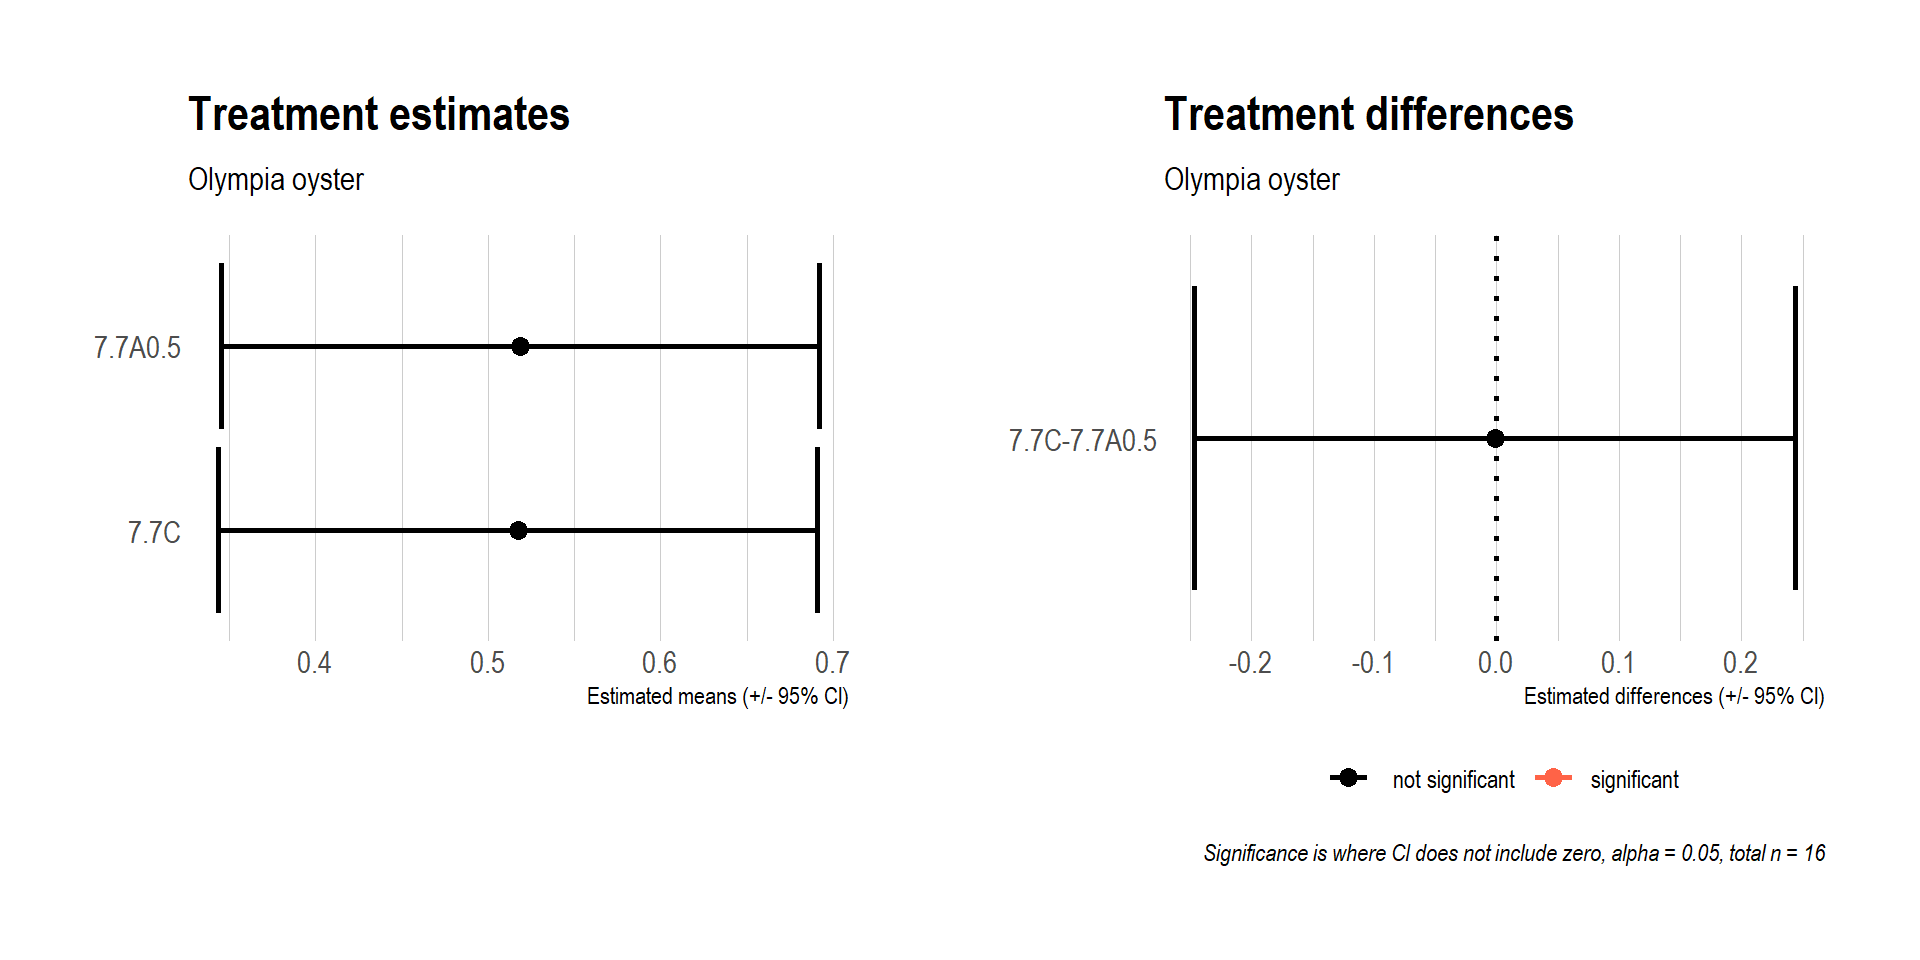 Treatment estimates
Olympia oyster
7.7A0.5
7.7C
0.4 0.5 0.6 0.7
Estimated means (+/- 95% CI)
Treatment differences
Olympia oyster
7.7C-7.7A0.5
-0.2 -0.1 0.0 0.1 0.2
Estimated differences (+/- 95% CI)
not significant significant
Significance is where CI does not include zero, alpha = 0.05, total n = 16